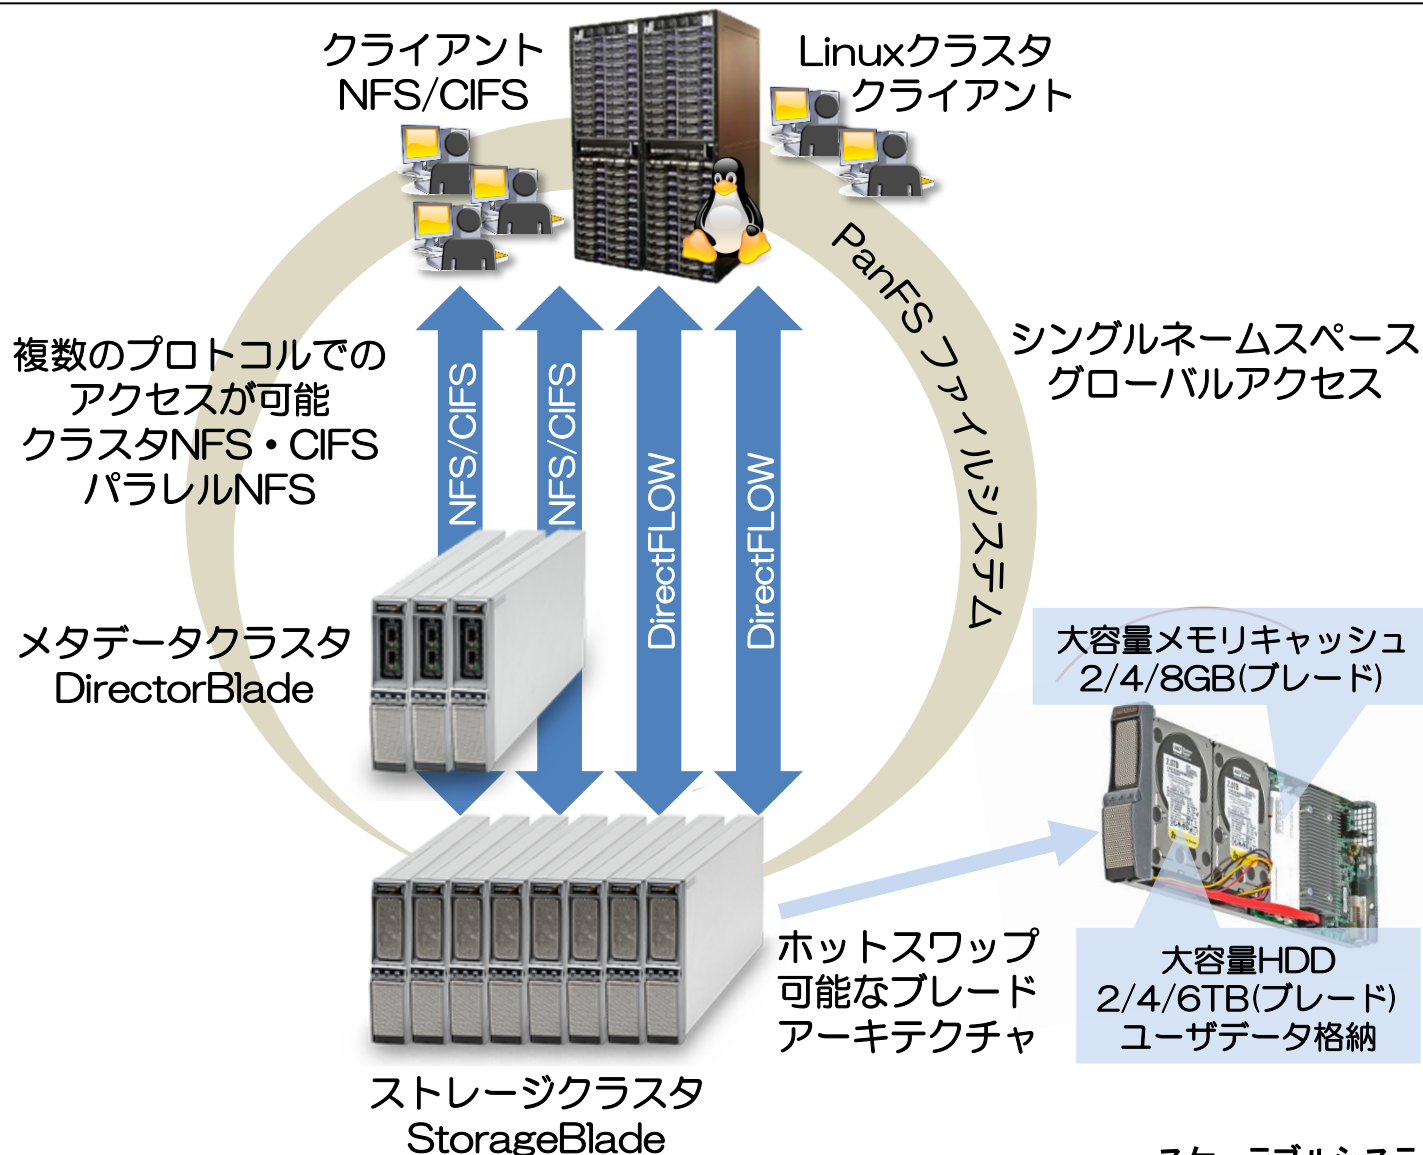 クライアント
NFS/CIFS
Linuxクラスタ
クライアント
PanFS ファイルシステム
シングルネームスペース
グローバルアクセス
複数のプロトコルでの
アクセスが可能
クラスタNFS・CIFS
パラレルNFS
NFS/CIFS
NFS/CIFS
DirectFLOW
DirectFLOW
メタデータクラスタ
DirectorBlade
大容量メモリキャッシュ
2/4/8GB(ブレード)
2.0TB
2.0TB
ホットスワップ
可能なブレード
アーキテクチャ
大容量HDD
2/4/6TB(ブレード)
ユーザデータ格納
ストレージクラスタ
StorageBlade